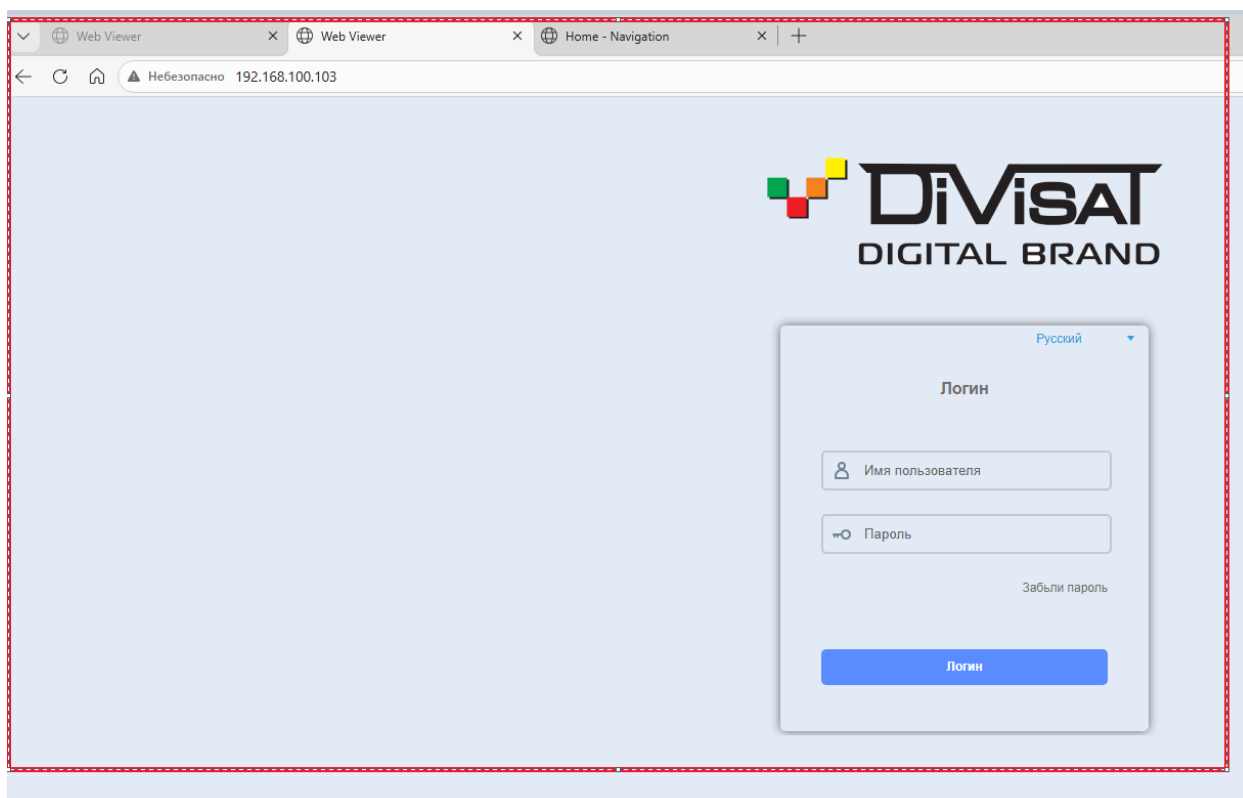 Web Viewer
Web Viewer
Home - Navigation
Небезопасно 192.168.100.103
DiViSAT
DIGITAL BRAND
Русский
Логин
Имя пользователя
Пароль
Забыли пароль
Логин